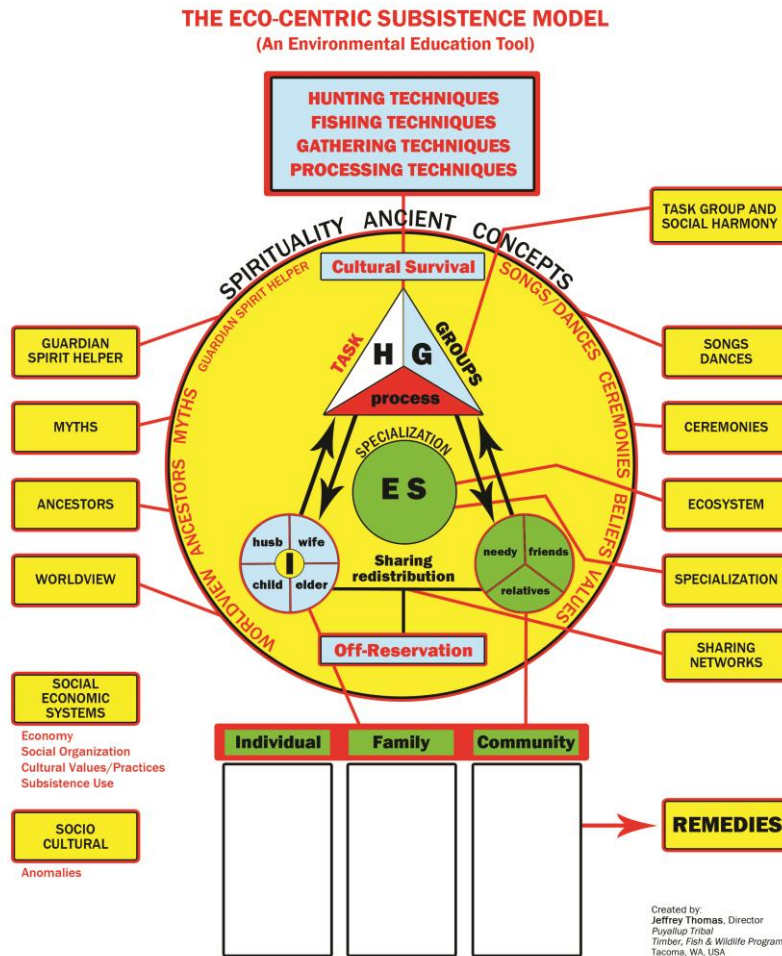 THE ECO-CENTRIC SUBSISTENCE MODEL
(An Environmental Education Tool)
HUNTING TECHNIQUES
FISHING TECHNIQUES
GATHERING TECHNIQUES
PROCESSING TECHNIQUES
TASK GROUP AND
SOCIAL HARMONY
SPIRITUALITY ANCIENT CONCEPTS
Cultural Survival
WORLDVIEW ANCESTORS MYTHS GUARDIAN SPIRIT HELPER
SONGS/DANCES CEREMONIES BELIEFS VALUES
TASK
GROUPS
H G
process
SPECIALIZATION
E S
husb wife
I
child elder
Sharing
redistribution
needy friends
relatives
Off-Reservation
GUARDIAN
SPIRIT HELPER
MYTHS
ANCESTORS
WORLDVIEW
SONGS
DANCES
CEREMONIES
ECOSYSTEM
SPECIALIZATION
SHARING
NETWORKS
SOCIAL
ECONOMIC
SYSTEMS
Economy
Social Organization
Cultural Values/Practices
Subsistence Use
SOCIO
CULTURAL
Anomalies
Individual Family Community
REMEDIES
Created by:
Jeffrey Thomas, Director
Puyallup Tribal
Timber, Fish & Wildlife Program
Tacoma, WA, USA